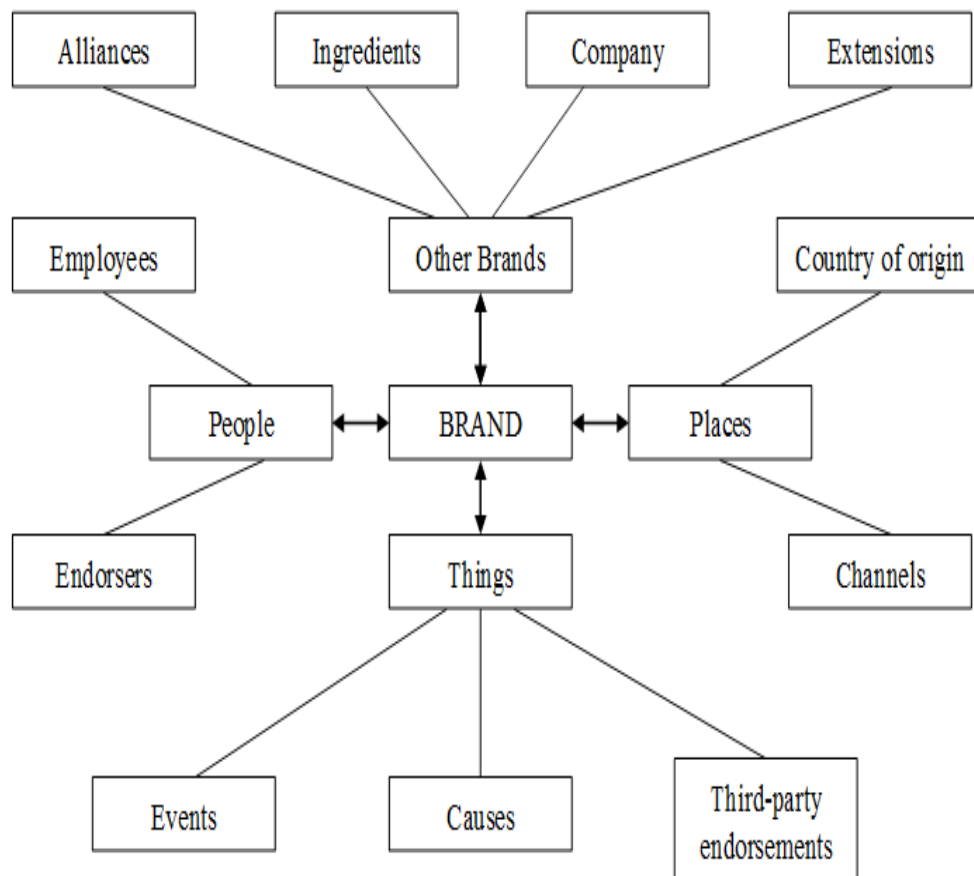 Alliances
Ingredients
Company
Extensions
Employees
Other Brands
Country of origin
People
BRAND
Places
Endorsers
Things
Channels
Events
Causes
Third-party
endorsements